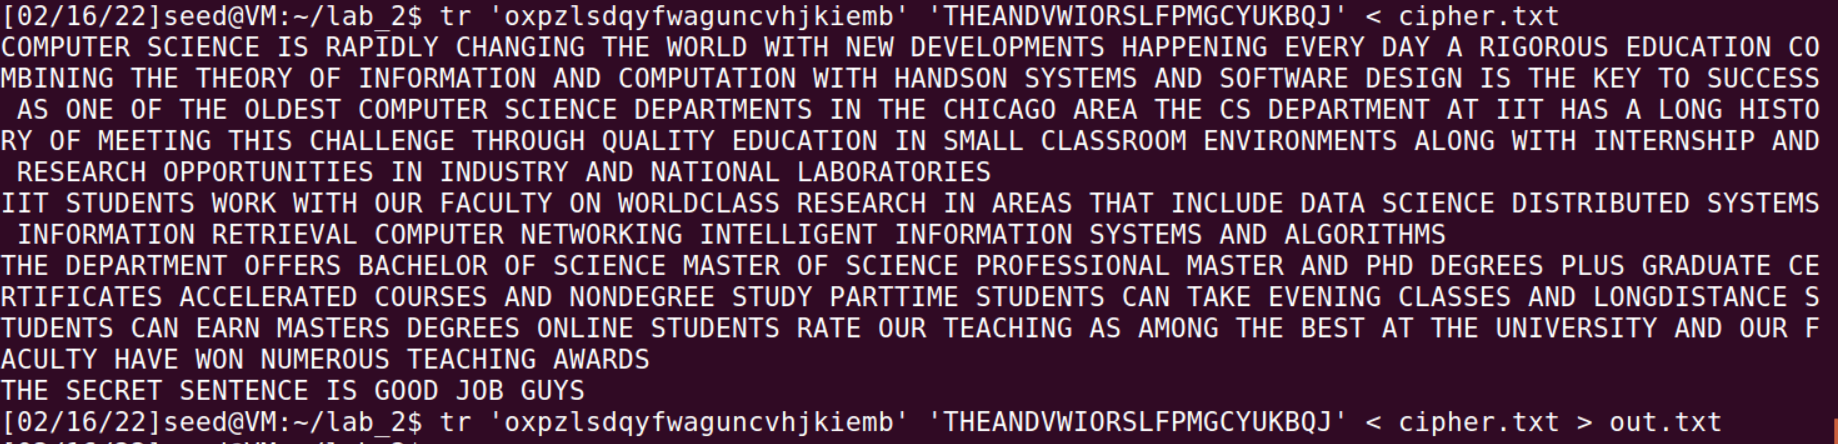 [02/16/22]seed@VM:~/lab_2$ tr 'oxpzlsdqyfwaguncvhjkiemb' 'THEANDVWIORSLFPMGCYUKBQJ' < cipher.txt
COMPUTER SCIENCE IS RAPIDLY CHANGING THE WORLD WITH NEW DEVELOPMENTS HAPPENING EVERY DAY A RIGOROUS EDUCATION CO
MBINING THE THEORY OF INFORMATION AND COMPUTATION WITH HANDSON SYSTEMS AND SOFTWARE DESIGN IS THE KEY TO SUCCESS
 AS ONE OF THE OLDEST COMPUTER SCIENCE DEPARTMENTS IN THE CHICAGO AREA THE CS DEPARTMENT AT IIT HAS A LONG HISTO
RY OF MEETING THIS CHALLENGE THROUGH QUALITY EDUCATION IN SMALL CLASSROOM ENVIRONMENTS ALONG WITH INTERNSHIP AND
 RESEARCH OPPORTUNITIES IN INDUSTRY AND NATIONAL LABORATORIES
IIT STUDENTS WORK WITH OUR FACULTY ON WORLDCLASS RESEARCH IN AREAS THAT INCLUDE DATA SCIENCE DISTRIBUTED SYSTEMS
 INFORMATION RETRIEVAL COMPUTER NETWORKING INTELLIGENT INFORMATION SYSTEMS AND ALGORITHMS
THE DEPARTMENT OFFERS BACHELOR OF SCIENCE MASTER OF SCIENCE PROFESSIONAL MASTER AND PHD DEGREES PLUS GRADUATE CE
RTIFICATES ACCELERATED COURSES AND NONDEGREE STUDY PARTTIME STUDENTS CAN TAKE EVENING CLASSES AND LONGDISTANCE S
TUDENTS CAN EARN MASTERS DEGREES ONLINE STUDENTS RATE OUR TEACHING AS AMONG THE BEST AT THE UNIVERSITY AND OUR F
ACULTY HAVE WON NUMEROUS TEACHING AWARDS
THE SECRET SENTENCE IS GOOD JOB GUYS
[02/16/22]seed@VM:~/lab_2$ tr 'oxpzlsdqyfwaguncvhjkiemb' 'THEANDVWIORSLFPMGCYUKBQJ' < cipher.txt > out.txt